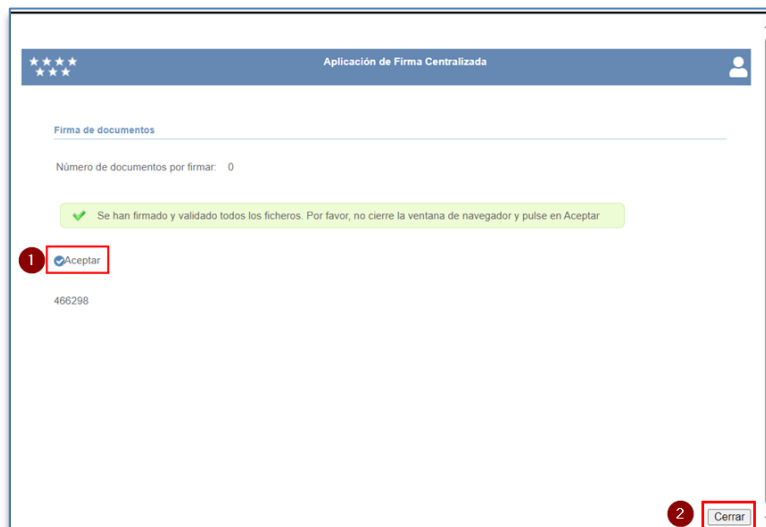 Aplicación de Firma Centralizada
Firma de documentos
Número de documentos por firmar: 0
Se han firmado y validado todos los ficheros. Por favor, no cierre la ventana de navegador y pulse en Aceptar
1 Aceptar
466298
2 Cerrar